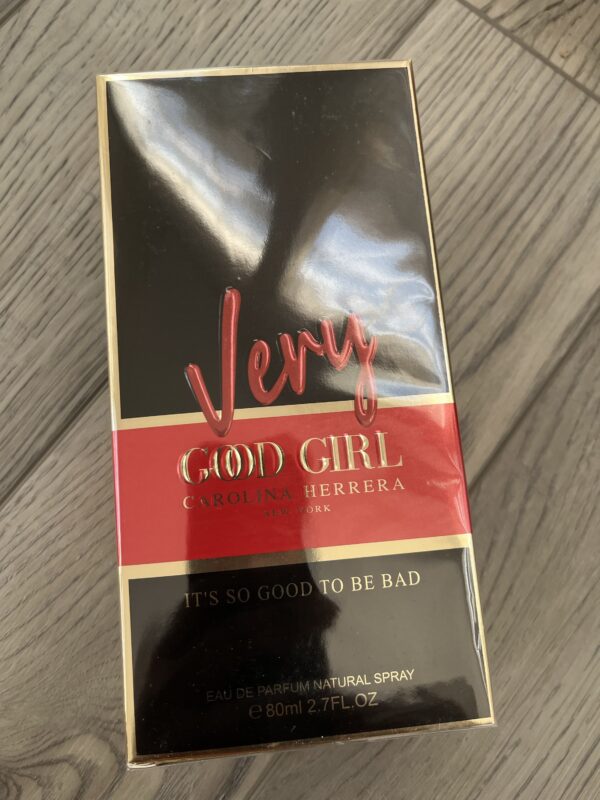 Very
GOOD GIRL
CAROLINA HERRERA
NEW YORK
IT'S SO GOOD TO BE BAD
EAU DE PARFUM NATURAL SPRAY
℮ 80ml 2.7FL.OZ